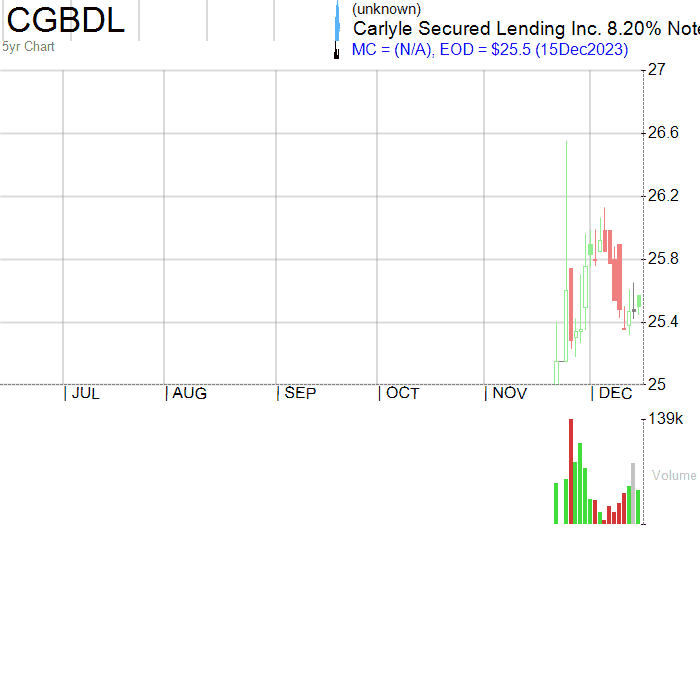 CGBDL
(unknown)
Carlyle Secured Lending Inc. 8.20% Note
5yr Chart
MC = (N/A), EOD = $25.5 (15Dec2023)
27
26.6
26.2
25.8
25.4
25
JUL AUG SEP OCT NOV DEC
139k
Volume